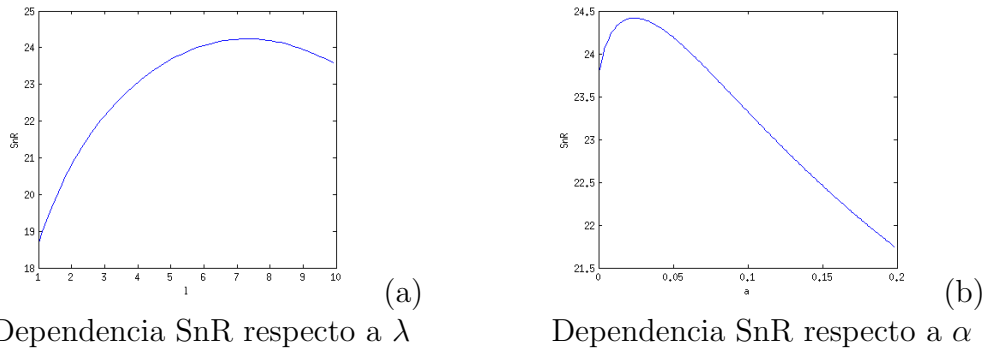 25
24
23
22
21
20
19
18
SnR
1 2 3 4 5 6 7 8 9 10
l
(a)
Dependencia SnR respecto a λ
24.5
24
23.5
23
22.5
22
21.5
SnR
0 0.05 0.1 0.15 0.2
a
(b)
Dependencia SnR respecto a α